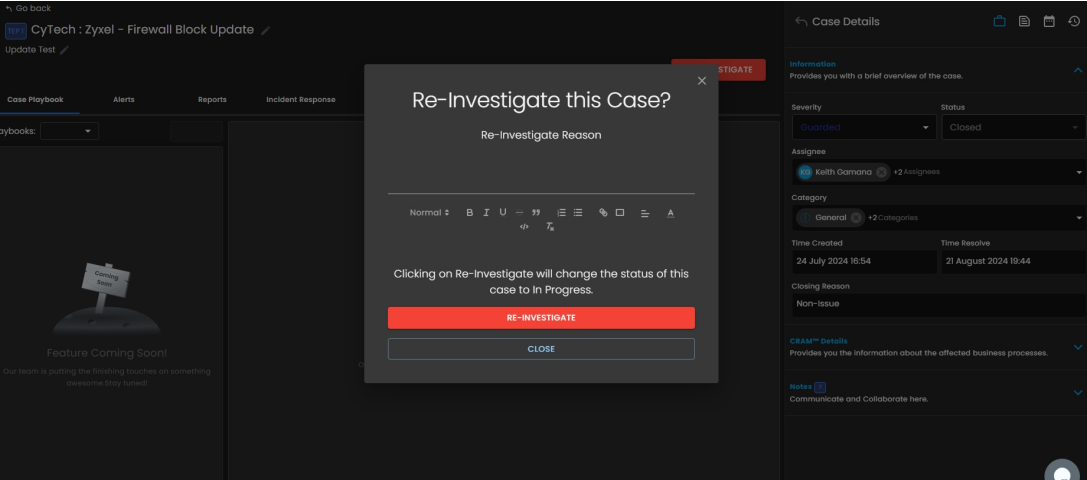 Go back
CyTech : Zyxel - Firewall Block Update
Update Test
STIGATE
Case Playbook
Alerts
Reports
Incident Response
aybooks:
Coming
Soon
Feature Coming Soon!
Our team is putting the finishing touches on something
awesome.Stay tuned!
Re-Investigate this Case?
Re-Investigate Reason
Normal
B I U
Clicking on Re-Investigate will change the status of this
case to In Progress.
RE-INVESTIGATE
CLOSE
Case Details
Information
Provides you with a brief overview of the case.
Severity
Status
Guarded
Closed
Assignee
KG Keith Gamana +2 Assignees
Category
General +2 Categories
Time Created
Time Resolve
24 July 2024 16:54
21 August 2024 19:44
Closing Reason
Non-Issue
CRAM™ Details
Provides you the information about the affected business processes.
Notes
Communicate and Collaborate here.